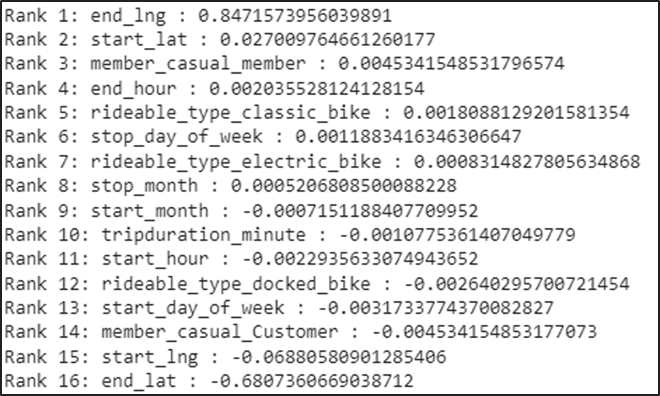 Rank 1: end_lng : 0.8471573956039891
Rank 2: start_lat : 0.027009764661260177
Rank 3: member_casual_member : 0.0045341548531796574
Rank 4: end_hour : 0.002035528124128154
Rank 5: rideable_type_classic_bike : 0.0018088129201581354
Rank 6: stop_day_of_week : 0.0011883416346306647
Rank 7: rideable_type_electric_bike : 0.0008314827805634868
Rank 8: stop_month : 0.0005206808500088228
Rank 9: start_month : -0.0007151188407709952
Rank 10: tripduration_minute : -0.0010775361407049779
Rank 11: start_hour : -0.0022935633074943652
Rank 12: rideable_type_docked_bike : -0.002640295700721454
Rank 13: start_day_of_week : -0.0031733774370082827
Rank 14: member_casual_Customer : -0.004534154853177073
Rank 15: start_lng : -0.06880580901285406
Rank 16: end_lat : -0.6807360669038712